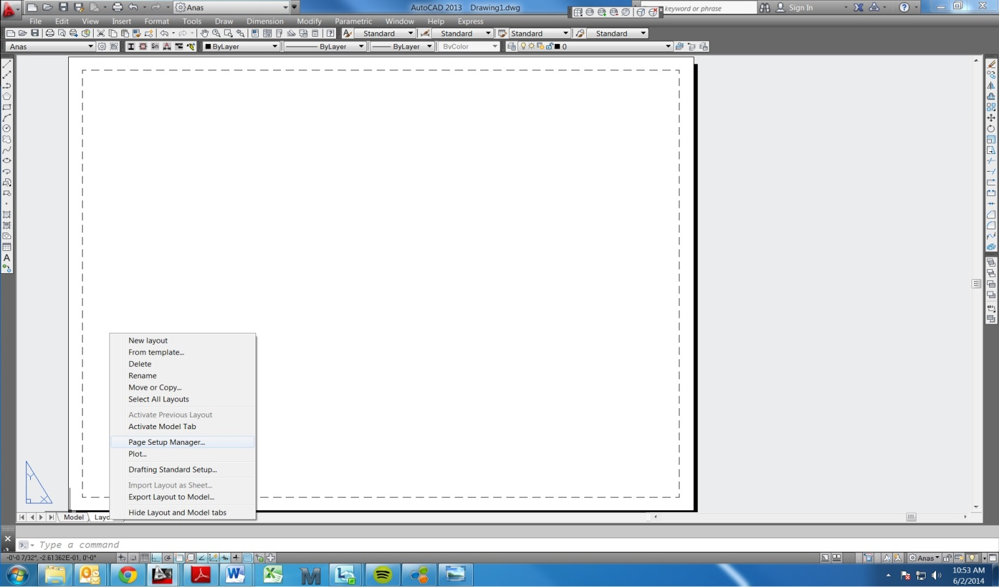 Anas
AutoCAD 2013 Drawing1.dwg
keyword or phrase
Sign In
File Edit View Insert Format Tools Draw Dimension Modify Parametric Window Help Express
Standard Standard Standard Standard
Anas ByLayer ByLayer ByLayer ByColor 0
New layout
From template...
Delete
Rename
Move or Copy...
Select All Layouts
Activate Previous Layout
Activate Model Tab
Page Setup Manager...
Plot...
Drafting Standard Setup...
Import Layout as Sheet...
Export Layout to Model...
Hide Layout and Model tabs
Y
X
Model Layo
Type a command
-0'-0 7/32", -2.61362E-01, 0'-0" Anas
10:53 AM
6/2/2014